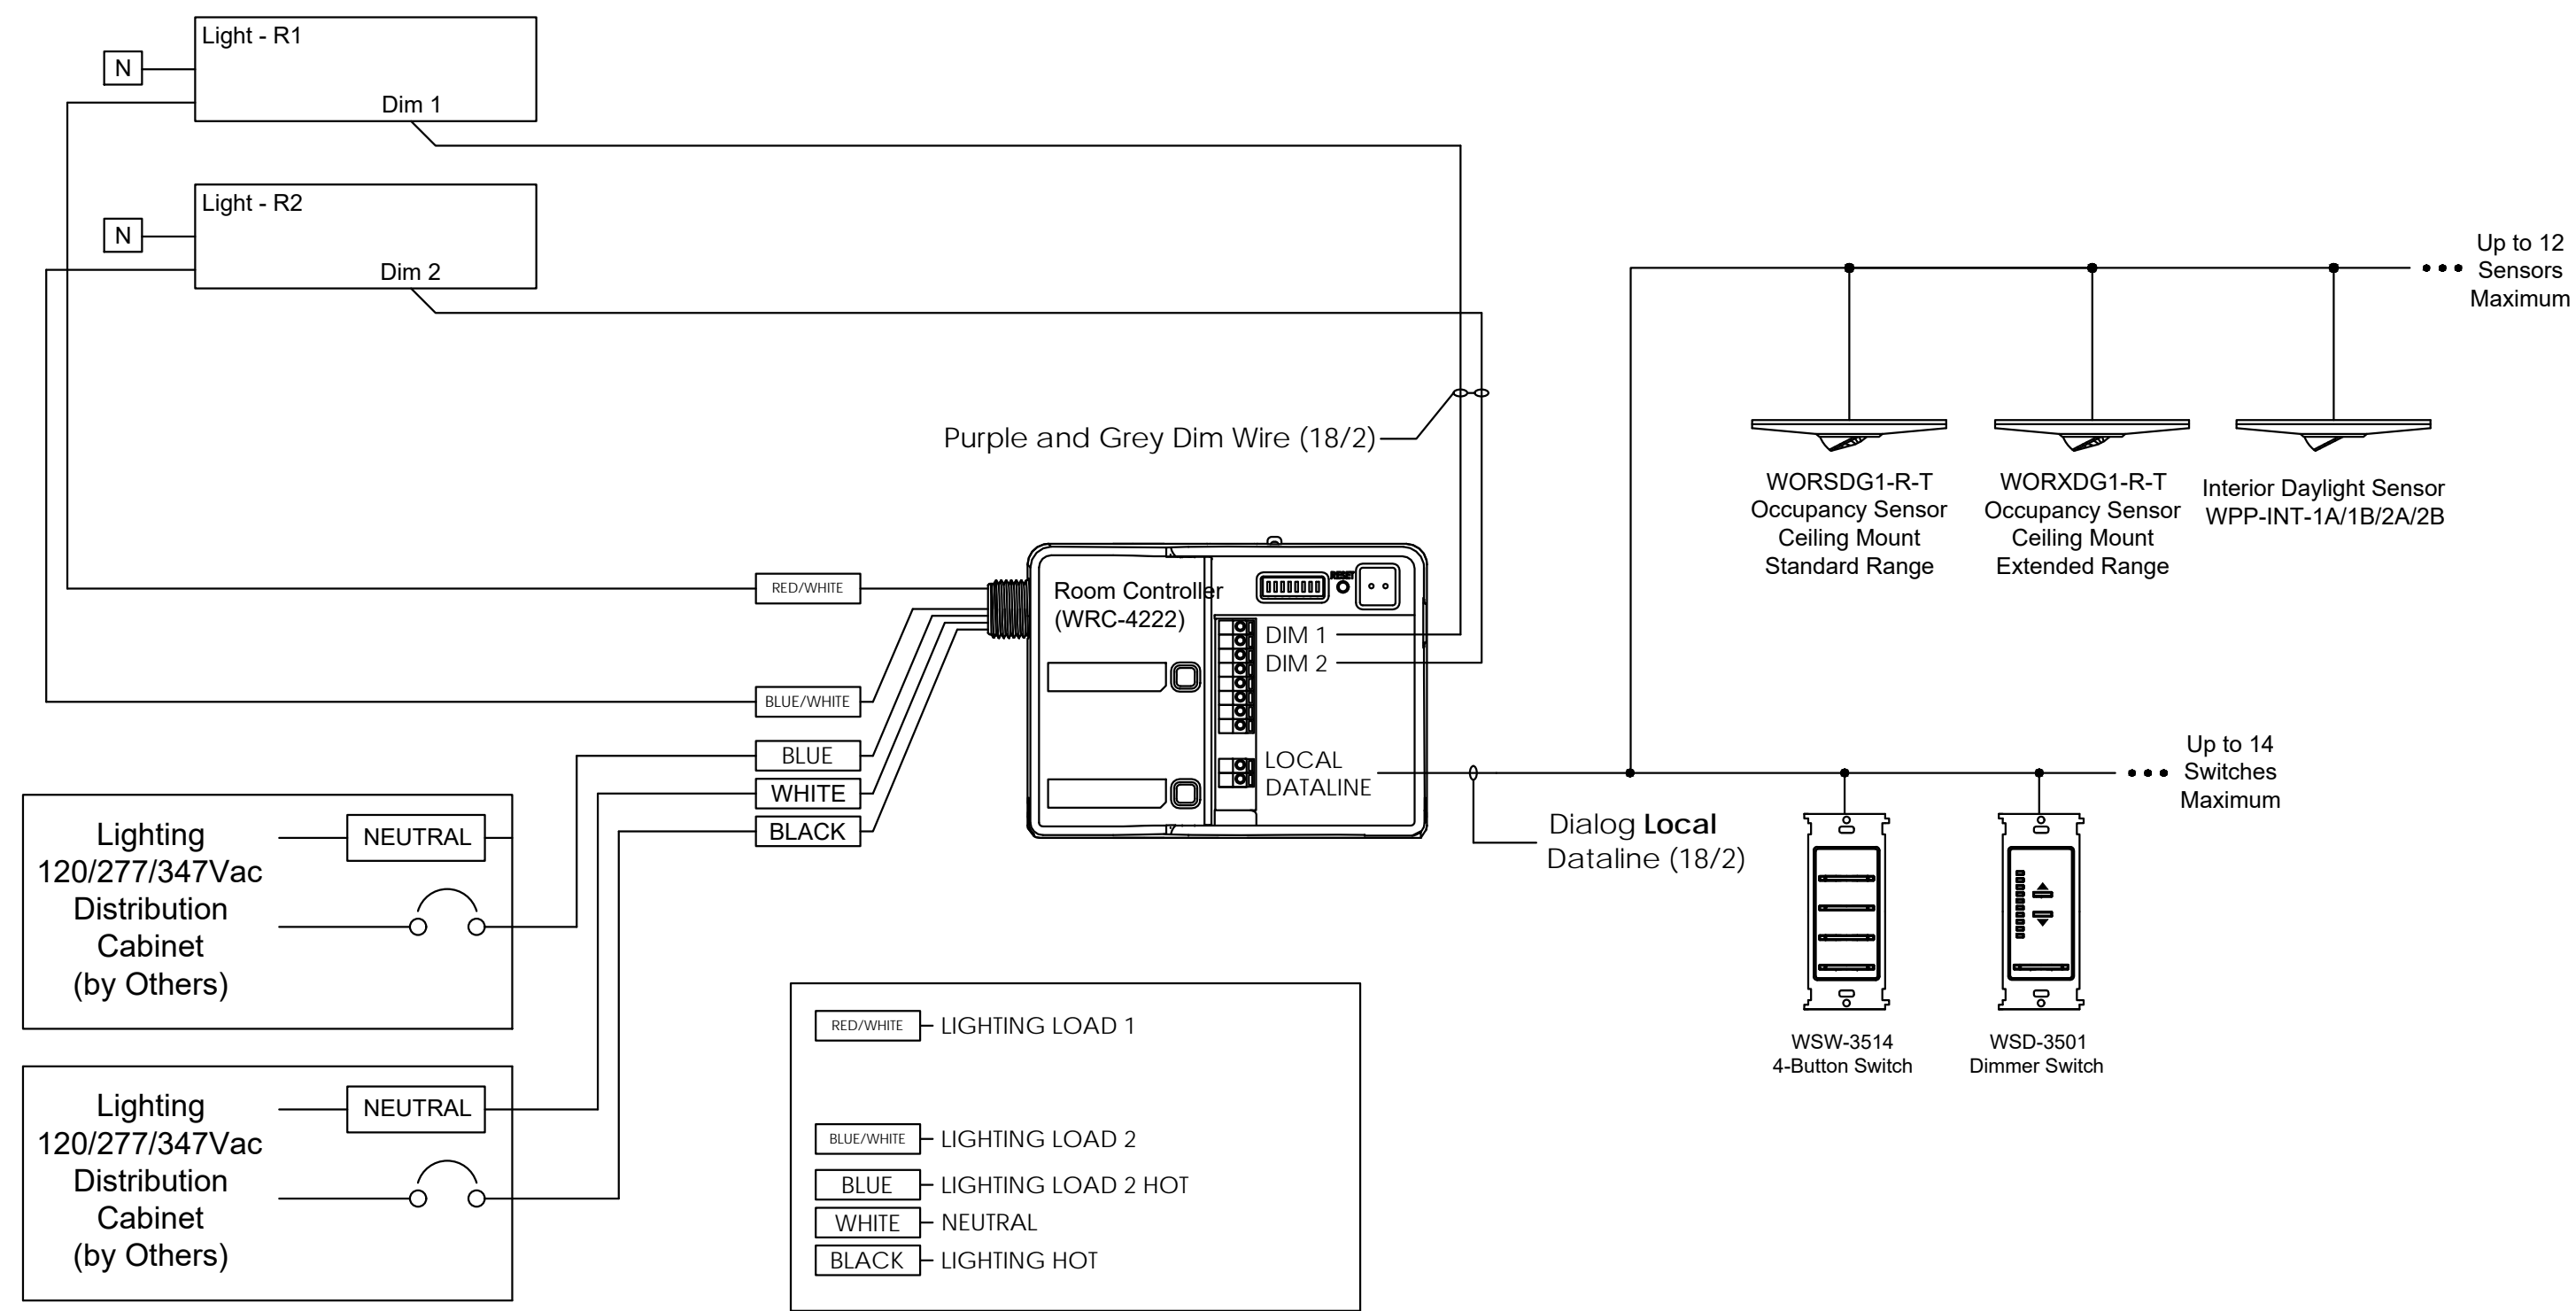 Light - R1
N
Dim 1
Light - R2
N
Dim 2
Up to 12
Sensors
Maximum
Purple and Grey Dim Wire (18/2)
WORSDG1-R-T
Occupancy Sensor
Ceiling Mount
Standard Range
WORXDG1-R-T
Occupancy Sensor
Ceiling Mount
Extended Range
Interior Daylight Sensor
WPP-INT-1A/1B/2A/2B
RED/WHITE
BLUE/WHITE
BLUE
WHITE
BLACK
Room Controller
(WRC-4222)
RESET
DIM 1
DIM 2
LOCAL
DATALINE
Dialog Local
Dataline (18/2)
Up to 14
Switches
Maximum
WSW-3514
4-Button Switch
WSD-3501
Dimmer Switch
Lighting
120/277/347Vac
Distribution
Cabinet
(by Others)
NEUTRAL
Lighting
120/277/347Vac
Distribution
Cabinet
(by Others)
NEUTRAL
RED/WHITE LIGHTING LOAD 1
BLUE/WHITE LIGHTING LOAD 2
BLUE LIGHTING LOAD 2 HOT
WHITE NEUTRAL
BLACK LIGHTING HOT